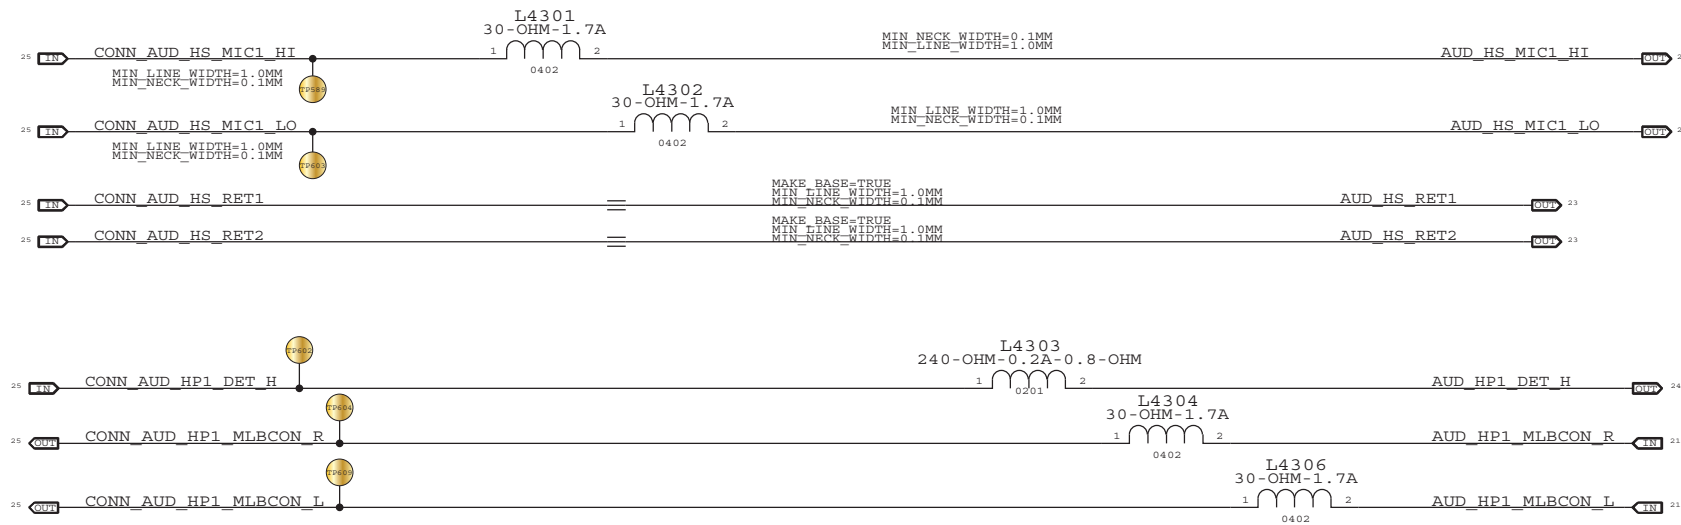 L4301
30-OHM-1.7A
25 IN CONN_AUD_HS_MIC1_HI 1 2 AUD_HS_MIC1_HI OUT 2
0402
MIN_NECK_WIDTH=0.1MM
MIN_LINE_WIDTH=1.0MM
MIN_LINE_WIDTH=1.0MM
MIN_NECK_WIDTH=0.1MM
TP589
L4302
30-OHM-1.7A
25 IN CONN_AUD_HS_MIC1_LO 1 2 AUD_HS_MIC1_LO OUT 2
0402
MIN_LINE_WIDTH=1.0MM
MIN_NECK_WIDTH=0.1MM
MIN_LINE_WIDTH=1.0MM
MIN_NECK_WIDTH=0.1MM
TP603
MAKE_BASE=TRUE
MIN_LINE_WIDTH=1.0MM
MIN_NECK_WIDTH=0.1MM
25 IN CONN_AUD_HS_RET1 AUD_HS_RET1 OUT 23
MAKE_BASE=TRUE
MIN_LINE_WIDTH=1.0MM
MIN_NECK_WIDTH=0.1MM
25 IN CONN_AUD_HS_RET2 AUD_HS_RET2 OUT 23
TP602
L4303
240-OHM-0.2A-0.8-OHM
25 IN CONN_AUD_HP1_DET_H 1 2 AUD_HP1_DET_H OUT 24
0201
TP604
L4304
30-OHM-1.7A
25 OUT CONN_AUD_HP1_MLBCON_R 1 2 AUD_HP1_MLBCON_R IN 21
0402
TP609
L4306
30-OHM-1.7A
25 OUT CONN_AUD_HP1_MLBCON_L 1 2 AUD_HP1_MLBCON_L IN 21
0402